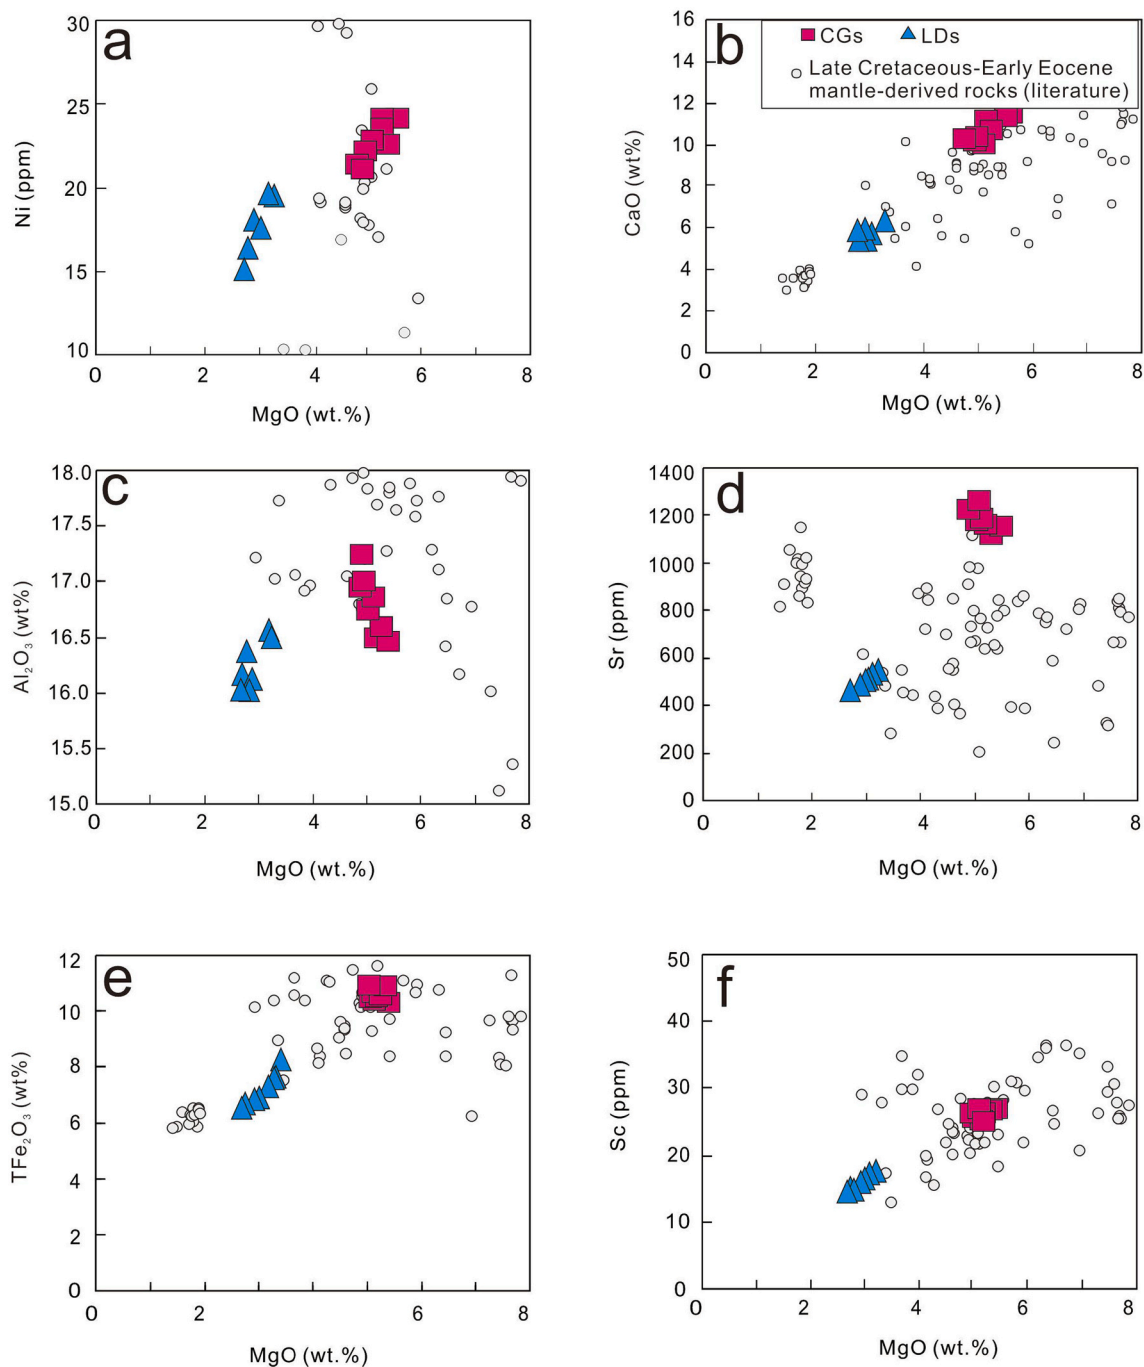 a
30
25
20
15
10
Ni (ppm)
0 2 4 6 8
MgO (wt.%)
b
CGs LDs
Late Cretaceous-Early Eocene
mantle-derived rocks (literature)
16
14
12
10
8
6
4
2
0
CaO (wt%)
0 2 4 6 8
MgO (wt.%)
c
18.0
17.5
17.0
16.5
16.0
15.5
15.0
Al₂O₃ (wt%)
0 2 4 6 8
MgO (wt.%)
d
1400
1200
1000
800
600
400
200
0
Sr (ppm)
0 2 4 6 8
MgO (wt.%)
e
12
10
8
6
4
2
0
TFe₂O₃ (wt%)
0 2 4 6 8
MgO (wt.%)
f
50
40
30
20
10
0
Sc (ppm)
0 2 4 6 8
MgO (wt.%)